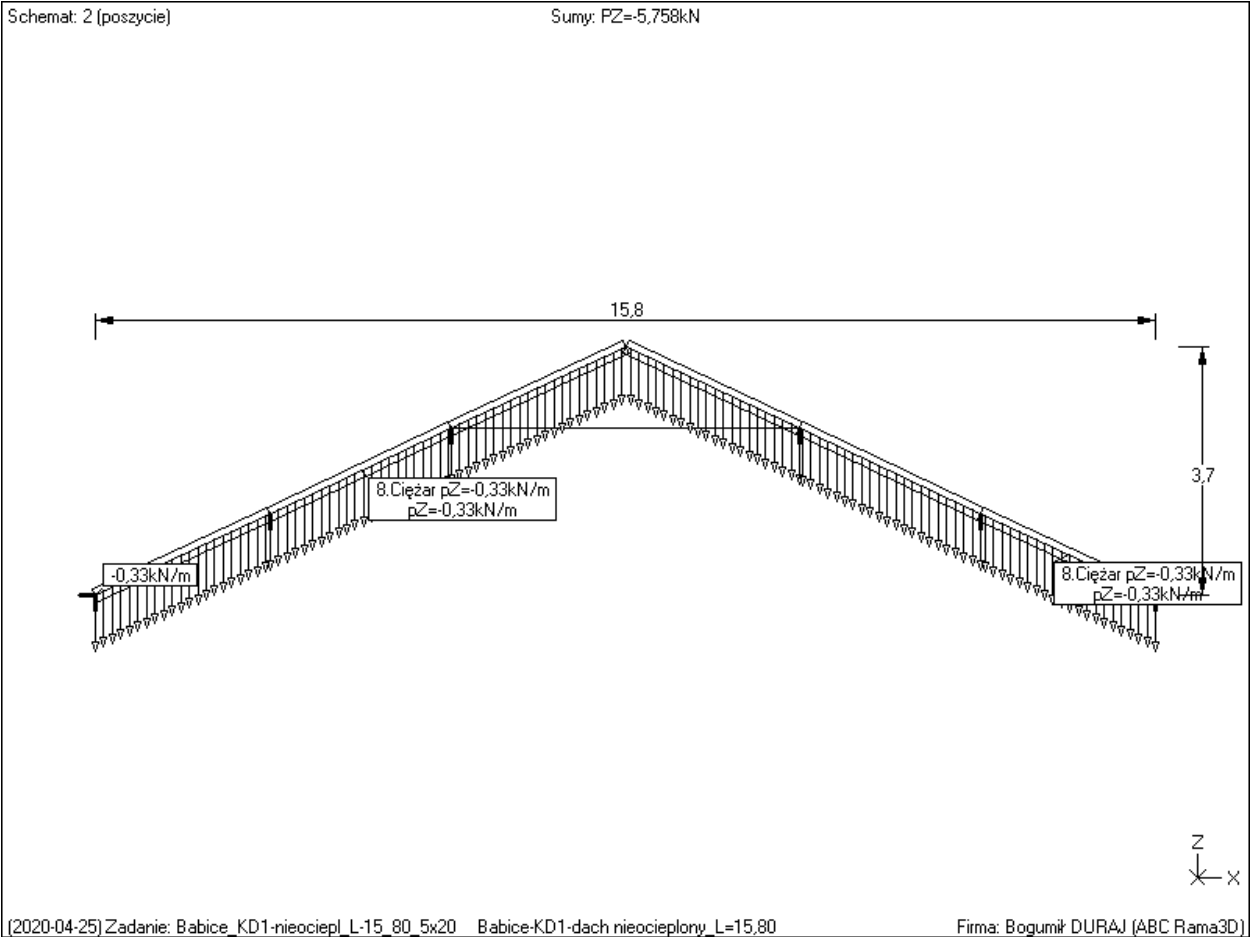 Schemat: 2 (poszycie)
Sumy: PZ=-5,758kN
15,8
3,7
8.Ciężar pZ=-0,33kN/m
pZ=-0,33kN/m
-0,33kN/m
8.Ciężar pZ=-0,33kN/m
pZ=-0,33kN/m
Z
X
(2020-04-25) Zadanie: Babice_KD1-nieociepl_L-15_80_5x20 Babice-KD1-dach nieocieplony_L=15,80
Firma: Bogumił DURAJ (ABC Rama3D)